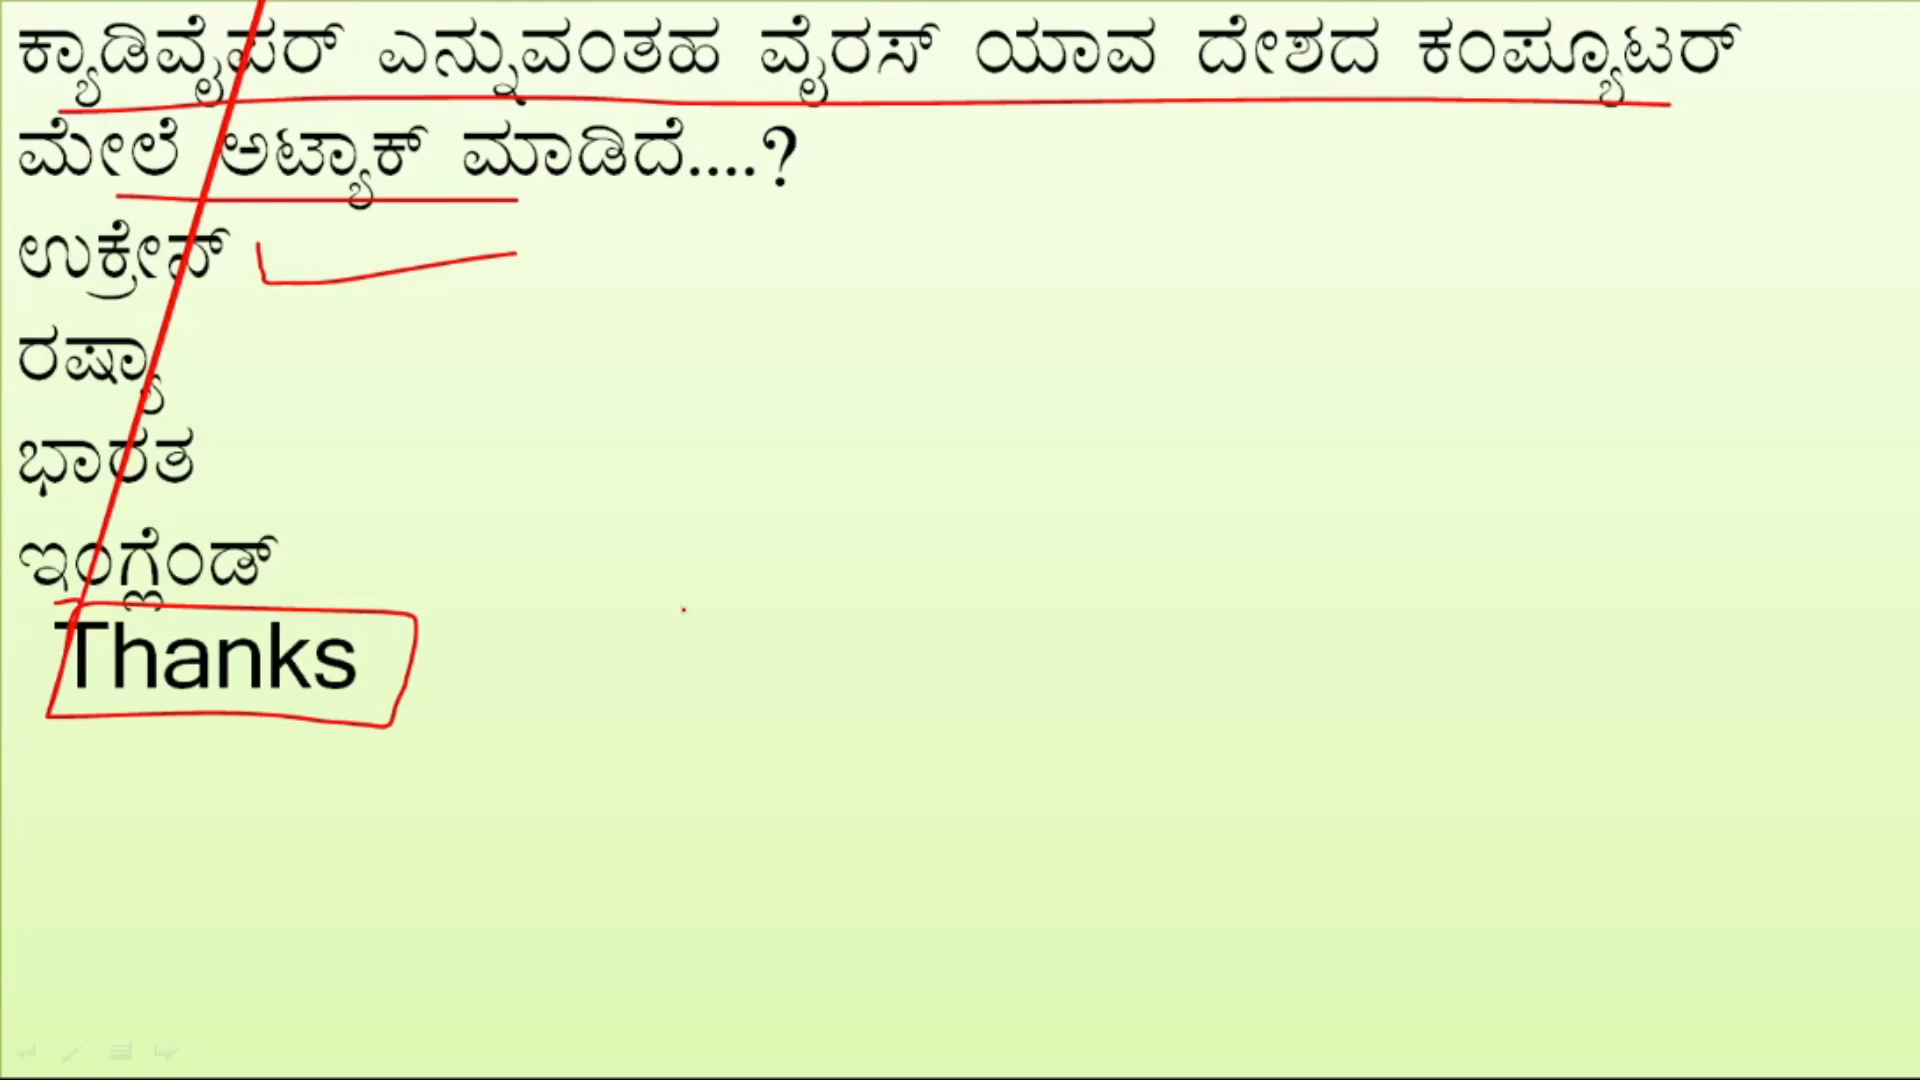 ಕ್ಯಾಡಿವೈಪರ್ ಎನ್ನುವಂತಹ ವೈರಸ್ ಯಾವ ದೇಶದ ಕಂಪ್ಯೂಟರ್
ಮೇಲೆ ಅಟ್ಯಾಕ್ ಮಾಡಿದೆ....?
ಉಕ್ರೇನ್
ರಷ್ಯಾ
ಭಾರತ
ಇಂಗ್ಲೆಂಡ್
Thanks